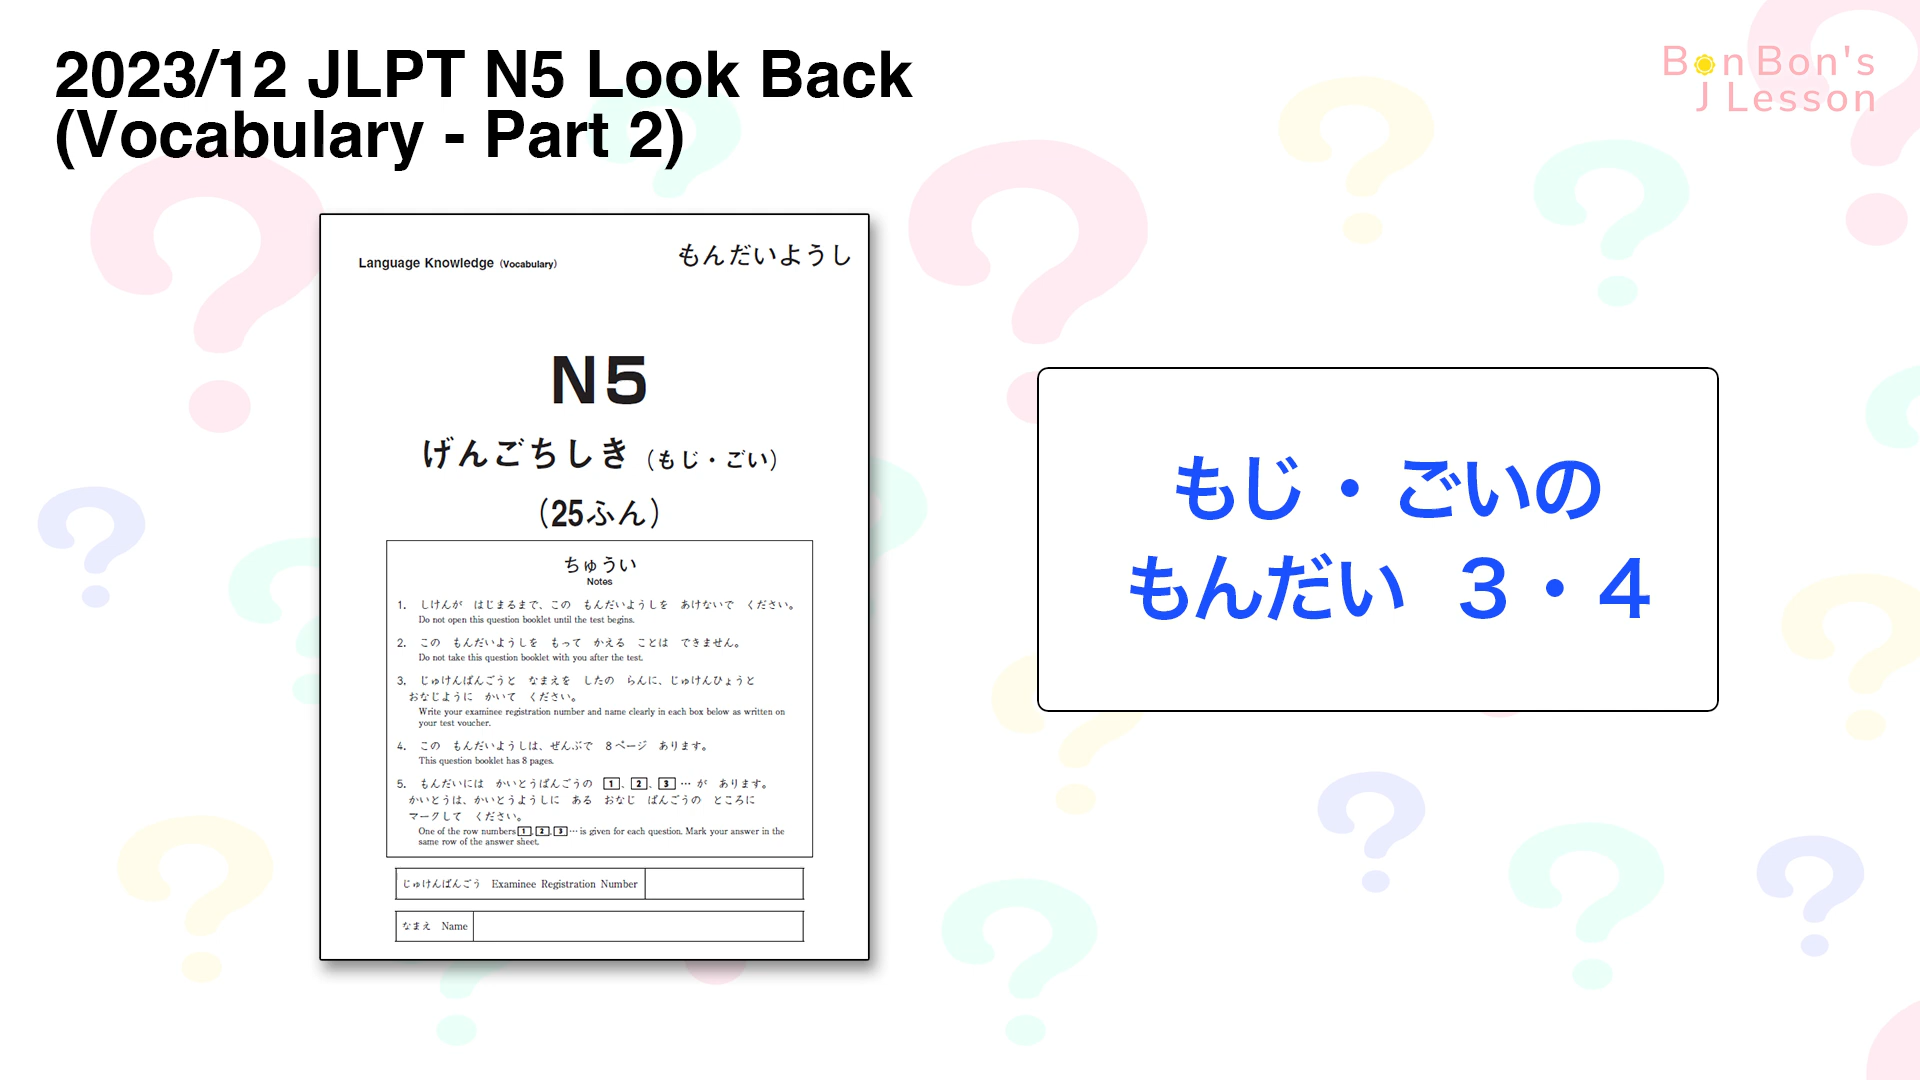 2023/12 JLPT N5 Look Back
(Vocabulary - Part 2)
BonBon's
J Lesson
Language Knowledge (Vocabulary)
もんだいようし
N5
げんごちしき (もじ・ごい)
(25ふん)
ちゅうい
Notes
1. しけんが はじまるまで、この もんだいようしを あけないで ください。
Do not open this question booklet until the test begins.
2. この もんだいようしを もって かえる ことは できません。
Do not take this question booklet with you after the test.
3. じゅけんばんごうと なまえを したの らんに、じゅけんひょうと
おなじように かいて ください。
Write your examinee registration number and name clearly in each box below as written on
your test voucher.
4. この もんだいようしは、ぜんぶで 8ページ あります。
This question booklet has 8 pages.
5. もんだいには かいとうばんごうの 1、2、3 … が あります。
かいとうは、かいとうようしに ある おなじ ばんごうの ところに
マークして ください。
One of the row numbers 1, 2, 3 … is given for each question. Mark your answer in the
same row of the answer sheet.
じゅけんばんごう Examinee Registration Number
なまえ Name
もじ・ごいの
もんだい 3・4